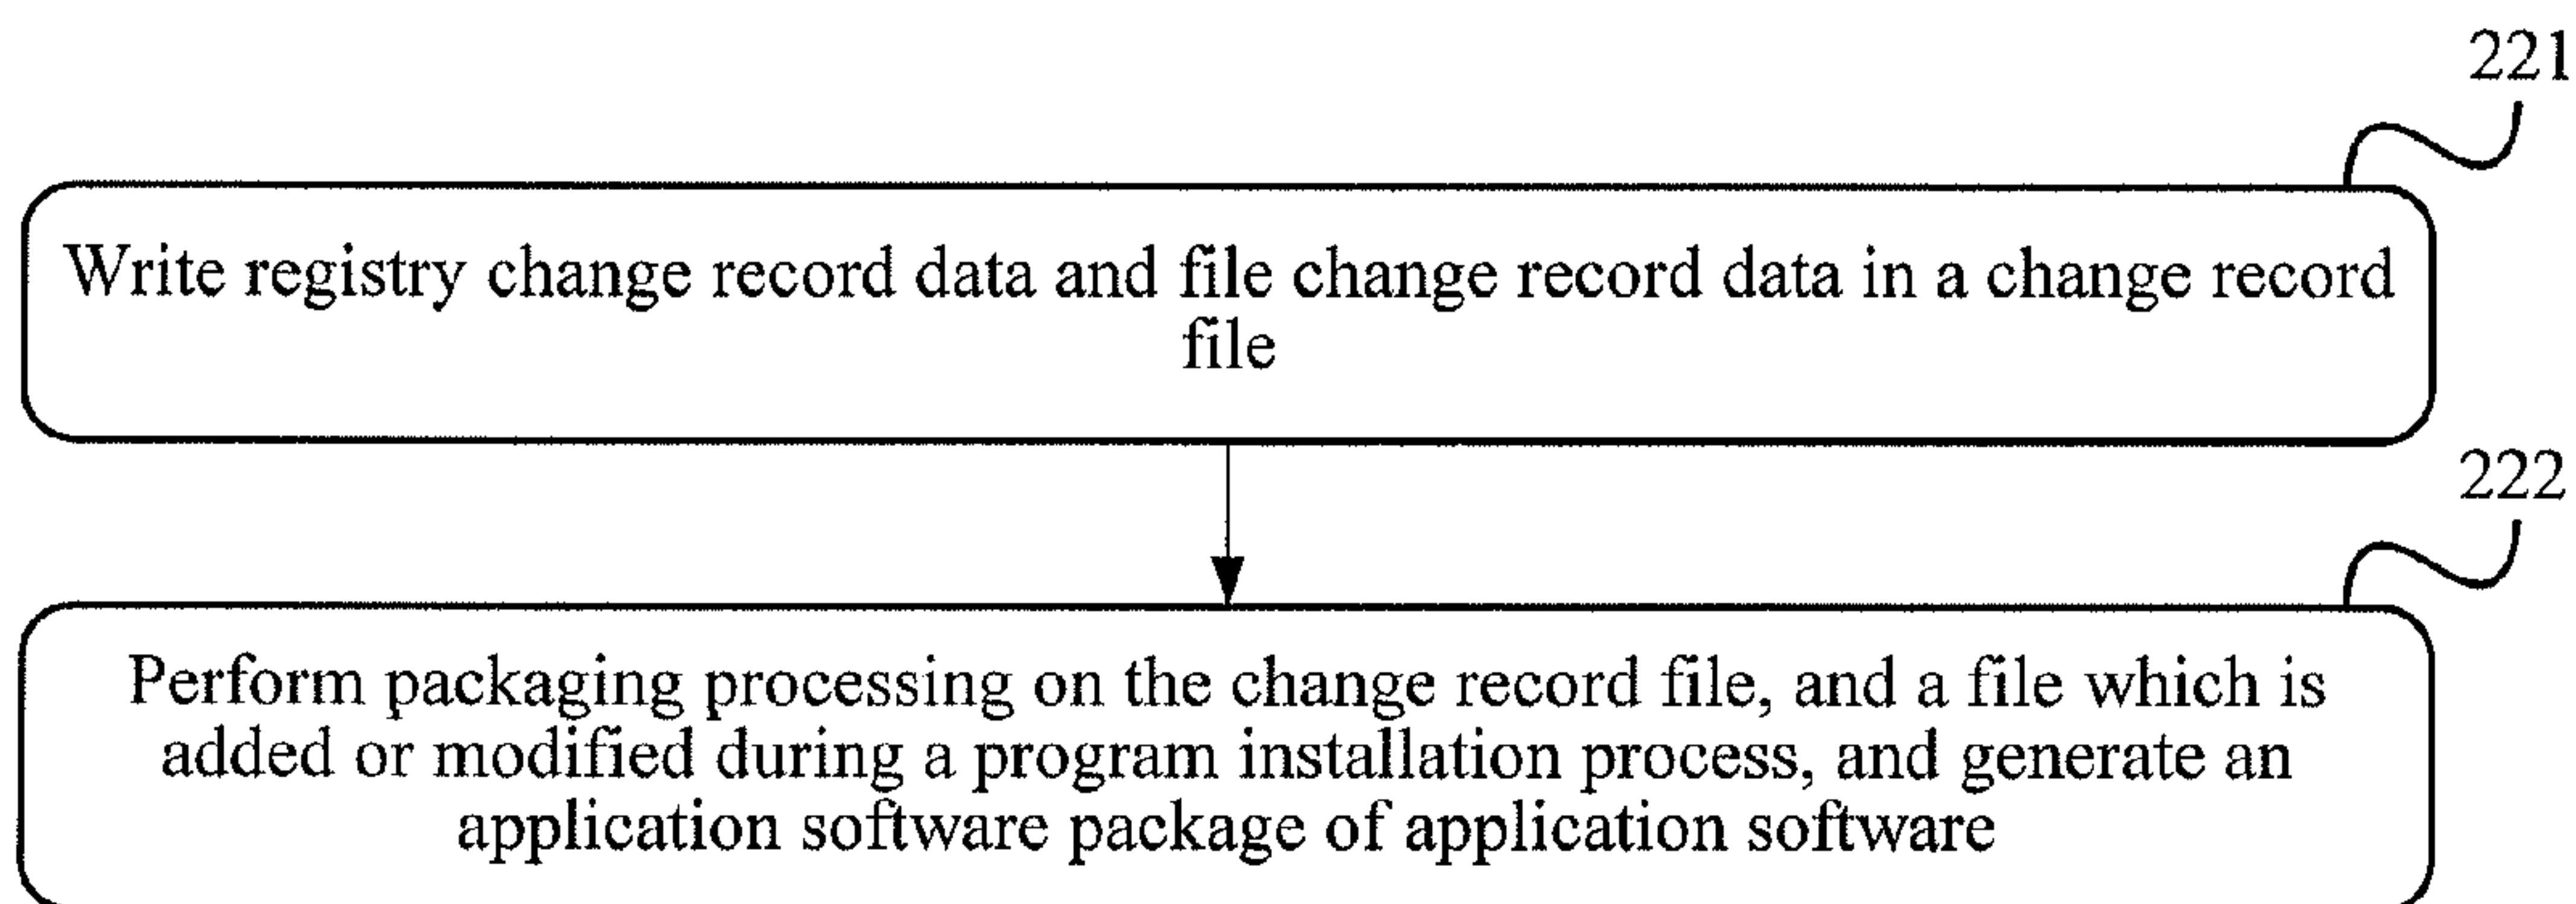 221
Write registry change record data and file change record data in a change record
file
222
Perform packaging processing on the change record file, and a file which is
added or modified during a program installation process, and generate an
application software package of application software